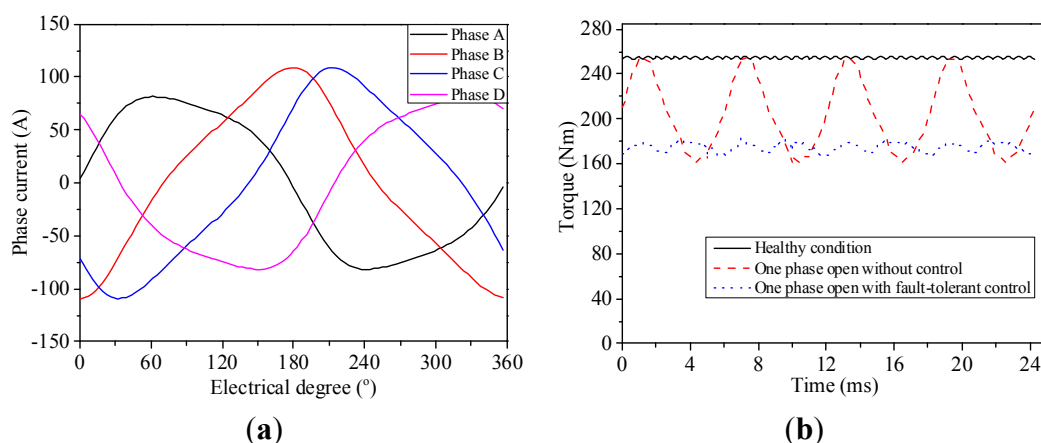 150
100
50
0
-50
-100
-150
Phase current (A)
Phase A
Phase B
Phase C
Phase D
0
60
120
180
240
300
360
Electrical degree (°)
(a)
280
240
200
160
120
80
40
0
Torque (Nm)
Healthy condition
One phase open without control
One phase open with fault-tolerant control
0
4
8
12
16
20
24
Time (ms)
(b)